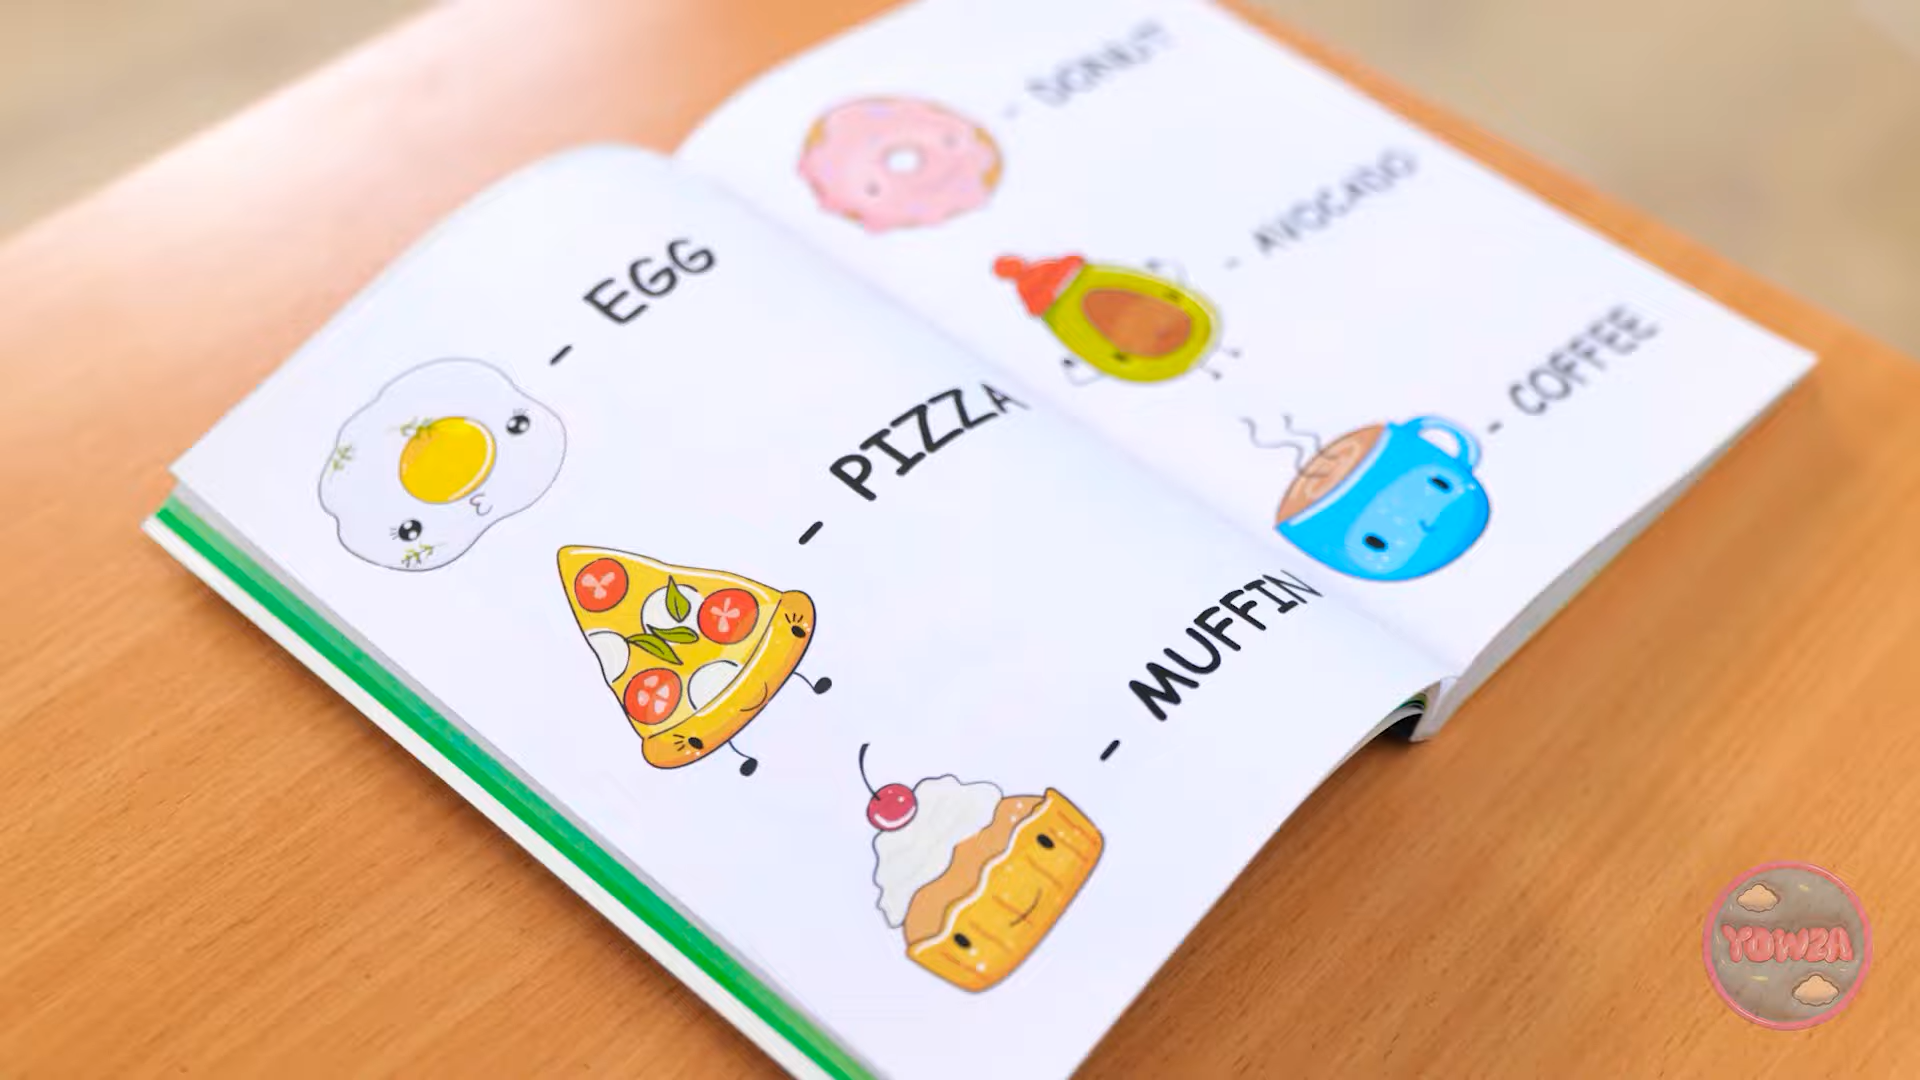 - EGG
- PIZZA
- MUFFIN
- DONUT
- AVOCADO
- COFFEE
YOWZA